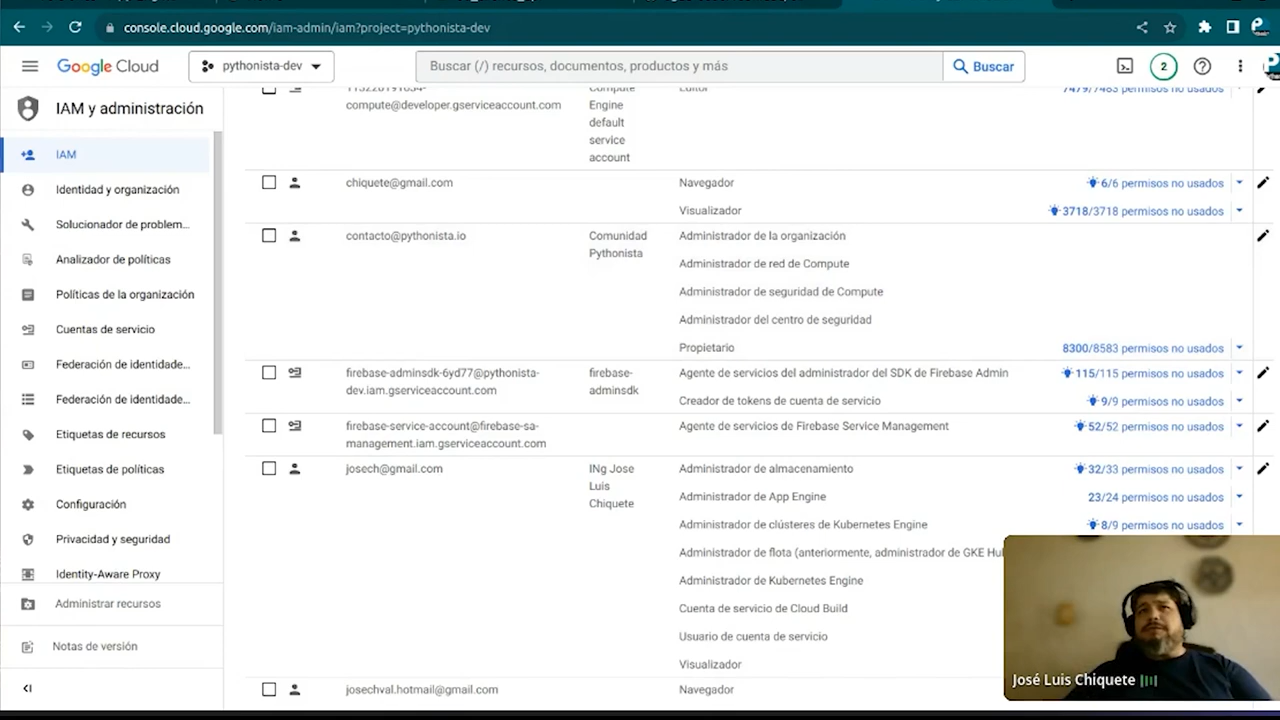 console.cloud.google.com/iam-admin/iam?project=pythonista-dev
Google Cloud
pythonista-dev
Buscar (/) recursos, documentos, productos y más
Buscar
2
IAM y administración
IAM
Identidad y organización
Solucionador de problem...
Analizador de políticas
Políticas de la organización
Cuentas de servicio
Federación de identidade...
Federación de identidade...
Etiquetas de recursos
Etiquetas de políticas
Configuración
Privacidad y seguridad
Identity-Aware Proxy
Administrar recursos
Notas de versión
compute@developer.gserviceaccount.com
Compute
Engine
default
service
account
Editor
7479/7483 permisos no usados
chiquete@gmail.com
Navegador
6/6 permisos no usados
Visualizador
3718/3718 permisos no usados
contacto@pythonista.io
Comunidad
Pythonista
Administrador de la organización
Administrador de red de Compute
Administrador de seguridad de Compute
Administrador del centro de seguridad
Propietario
8300/8583 permisos no usados
firebase-adminsdk-6yd77@pythonista-
dev.iam.gserviceaccount.com
firebase-
adminsdk
Agente de servicios del administrador del SDK de Firebase Admin
115/115 permisos no usados
Creador de tokens de cuenta de servicio
9/9 permisos no usados
firebase-service-account@firebase-sa-
management.iam.gserviceaccount.com
Agente de servicios de Firebase Service Management
52/52 permisos no usados
josech@gmail.com
INg Jose
Luis
Chiquete
Administrador de almacenamiento
32/33 permisos no usados
Administrador de App Engine
23/24 permisos no usados
Administrador de clústeres de Kubernetes Engine
8/9 permisos no usados
Administrador de flota (anteriormente, administrador de GKE Hu
Administrador de Kubernetes Engine
Cuenta de servicio de Cloud Build
Usuario de cuenta de servicio
Visualizador
josechval.hotmail@gmail.com
Navegador
José Luis Chiquete